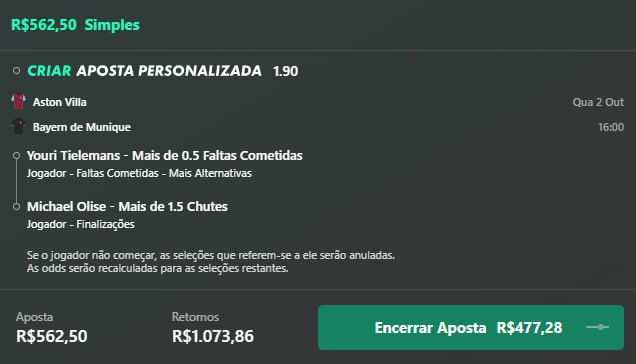 R$562,50 Simples
CRIAR APOSTA PERSONALIZADA 1.90
Aston Villa Qua 2 Out
Bayern de Munique 16:00
Youri Tielemans - Mais de 0.5 Faltas Cometidas
Jogador - Faltas Cometidas - Mais Alternativas
Michael Olise - Mais de 1.5 Chutes
Jogador - Finalizações
Se o jogador não começar, as seleções que referem-se a ele serão anuladas.
As odds serão recalculadas para as seleções restantes.
Aposta Retornos
R$562,50 R$1.073,86
Encerrar Aposta R$477,28